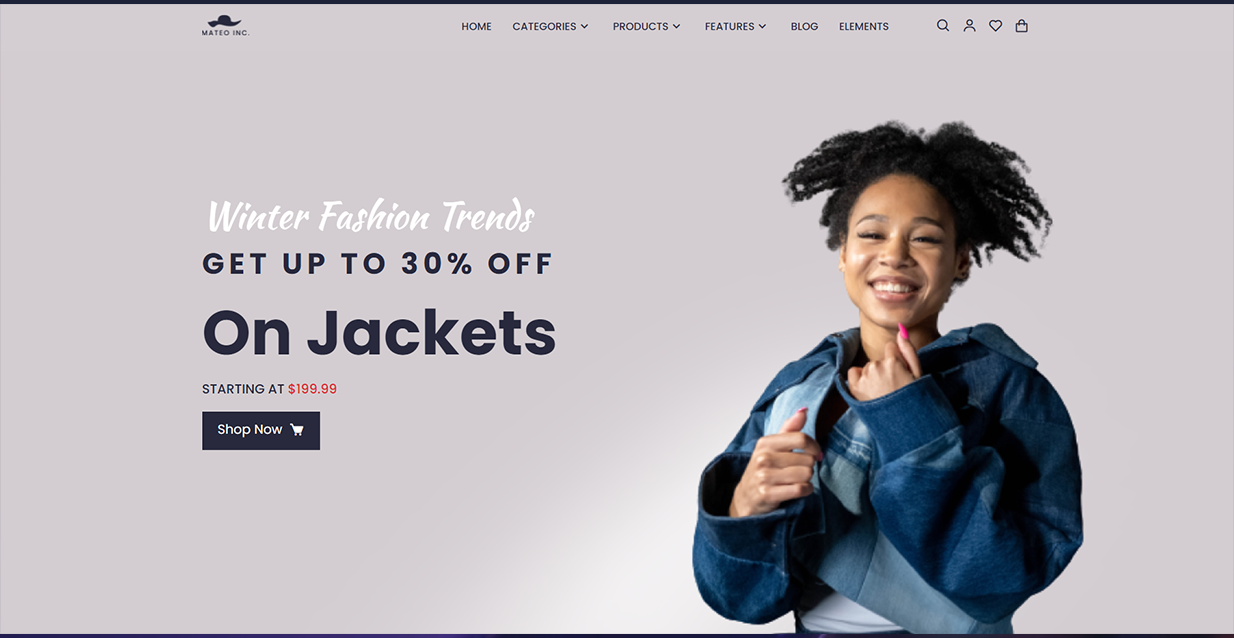 MATEO INC.
HOME CATEGORIES PRODUCTS FEATURES BLOG ELEMENTS
Winter Fashion Trends
GET UP TO 30% OFF
On Jackets
STARTING AT $199.99
Shop Now